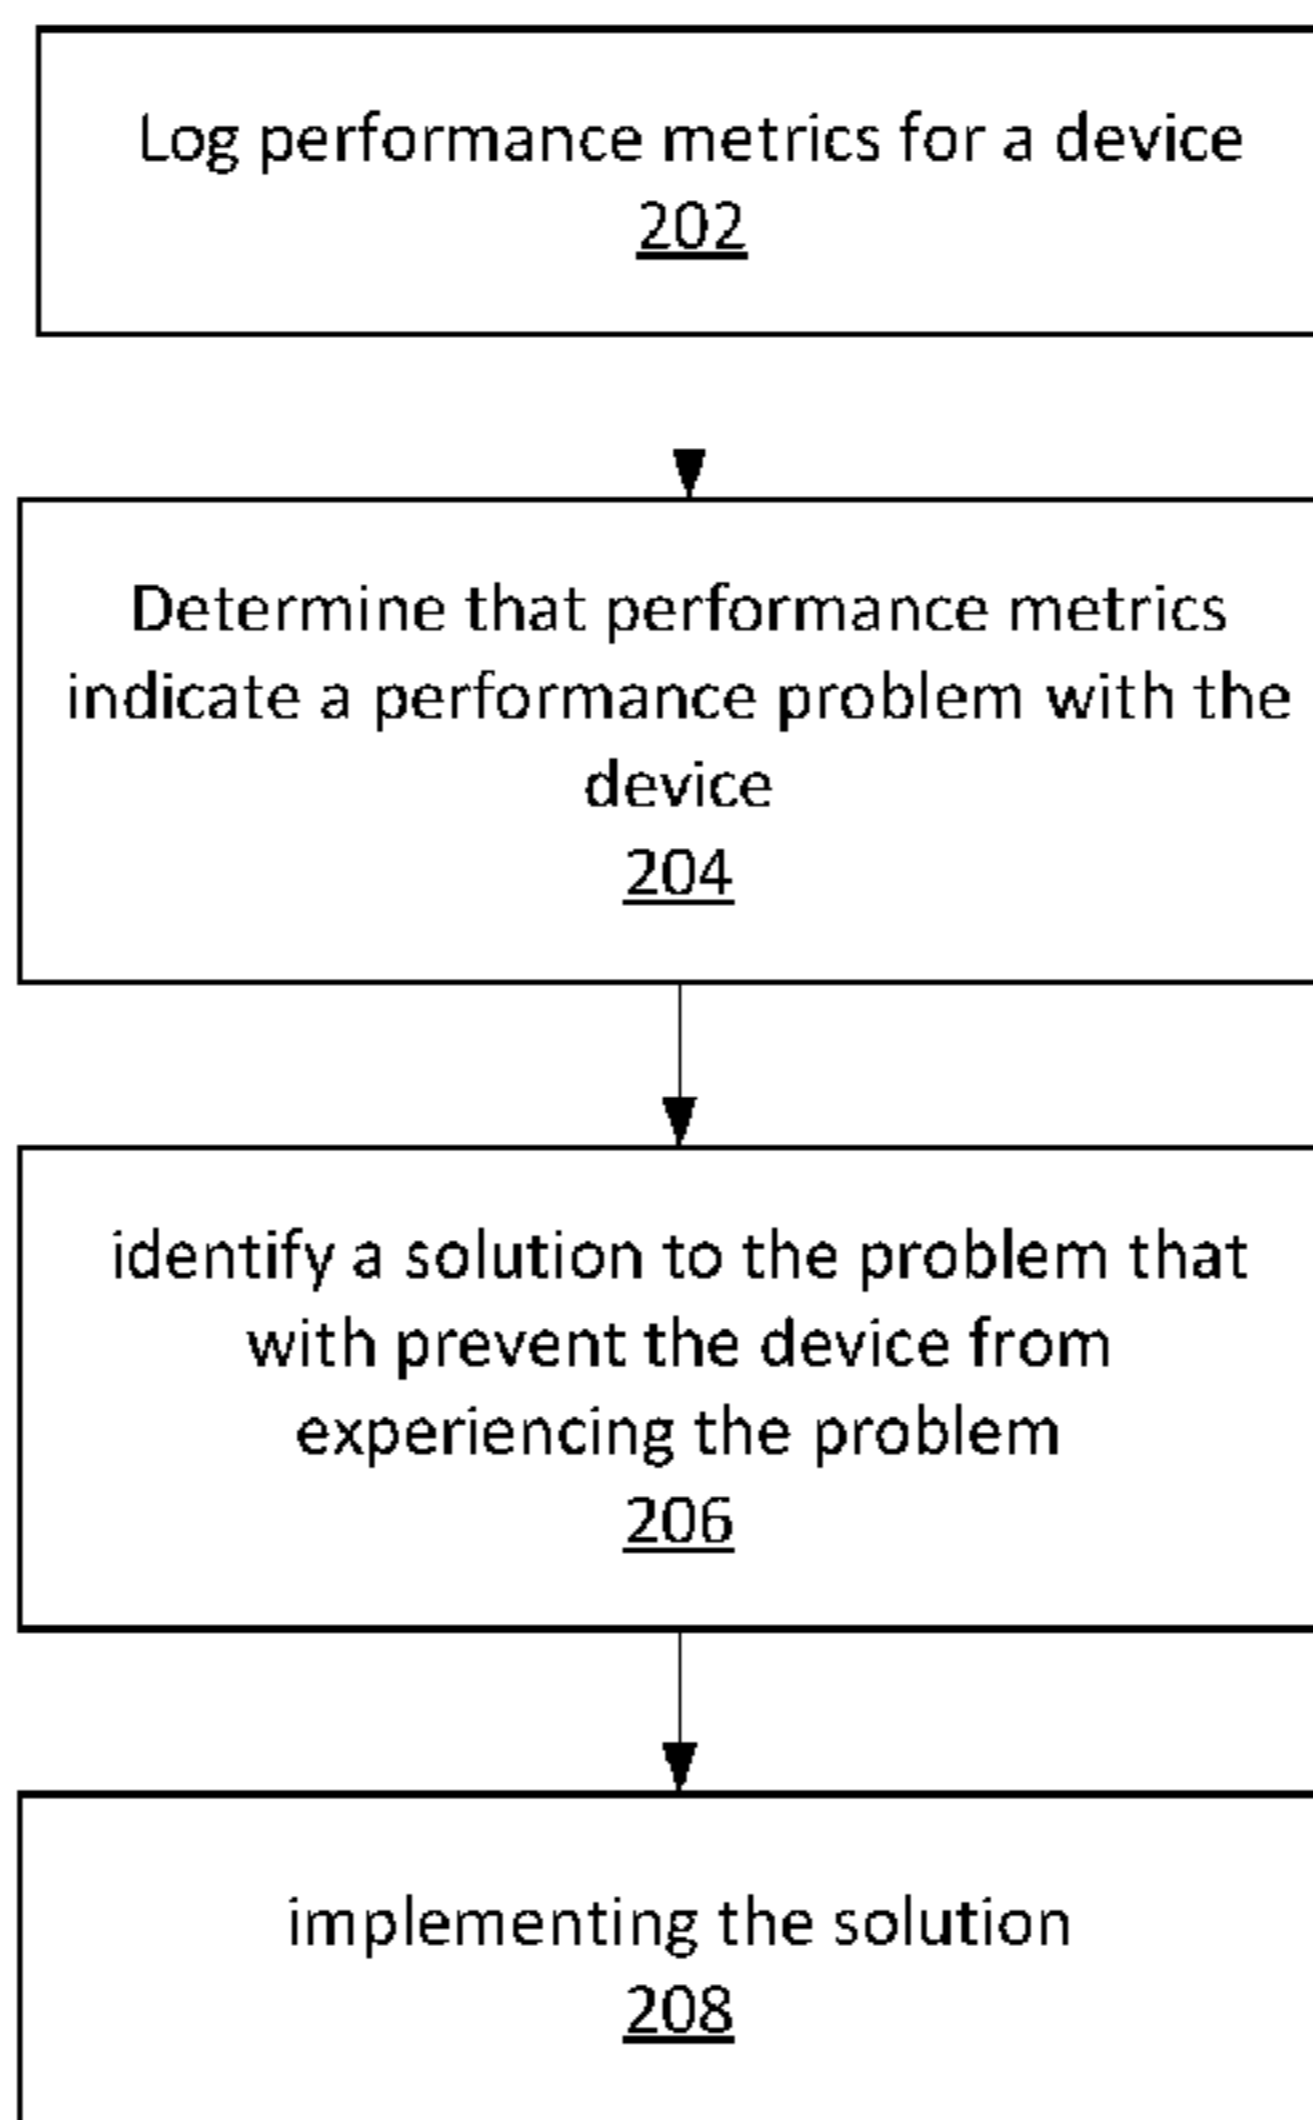 Log performance metrics for a device
202
Determine that performance metrics
indicate a performance problem with the
device
204
identify a solution to the problem that
with prevent the device from
experiencing the problem
206
implementing the solution
208